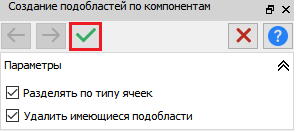 Создание подобластей по компонентам
Параметры
Разделять по типу ячеек
Удалить имеющиеся подобласти